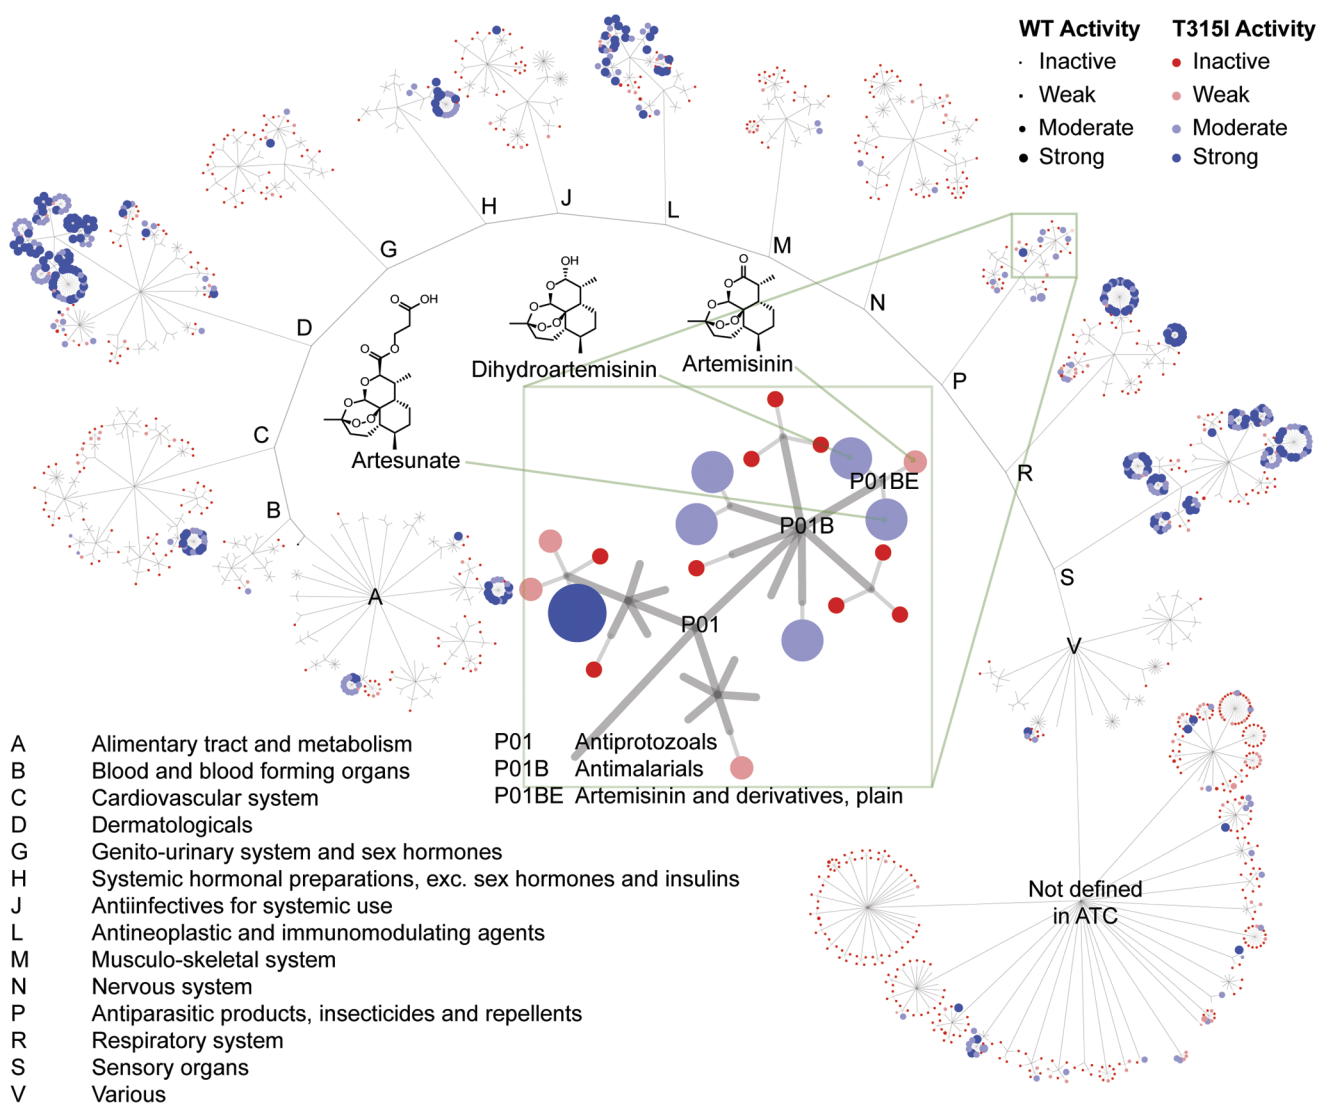 WT Activity
Inactive
Weak
Moderate
Strong
T315I Activity
Inactive
Weak
Moderate
Strong
H
J
L
M
G
N
D
P
C
R
B
S
A
V
OH
O
O
O
O
O
O
O
OH
O
O
O
O
O
O
O
O
O
Artesunate
Dihydroartemisinin
Artemisinin
P01BE
P01B
P01
P01 Antiprotozoals
P01B Antimalarials
P01BE Artemisinin and derivatives, plain
Not defined
in ATC
A Alimentary tract and metabolism
B Blood and blood forming organs
C Cardiovascular system
D Dermatologicals
G Genito-urinary system and sex hormones
H Systemic hormonal preparations, exc. sex hormones and insulins
J Antiinfectives for systemic use
L Antineoplastic and immunomodulating agents
M Musculo-skeletal system
N Nervous system
P Antiparasitic products, insecticides and repellents
R Respiratory system
S Sensory organs
V Various